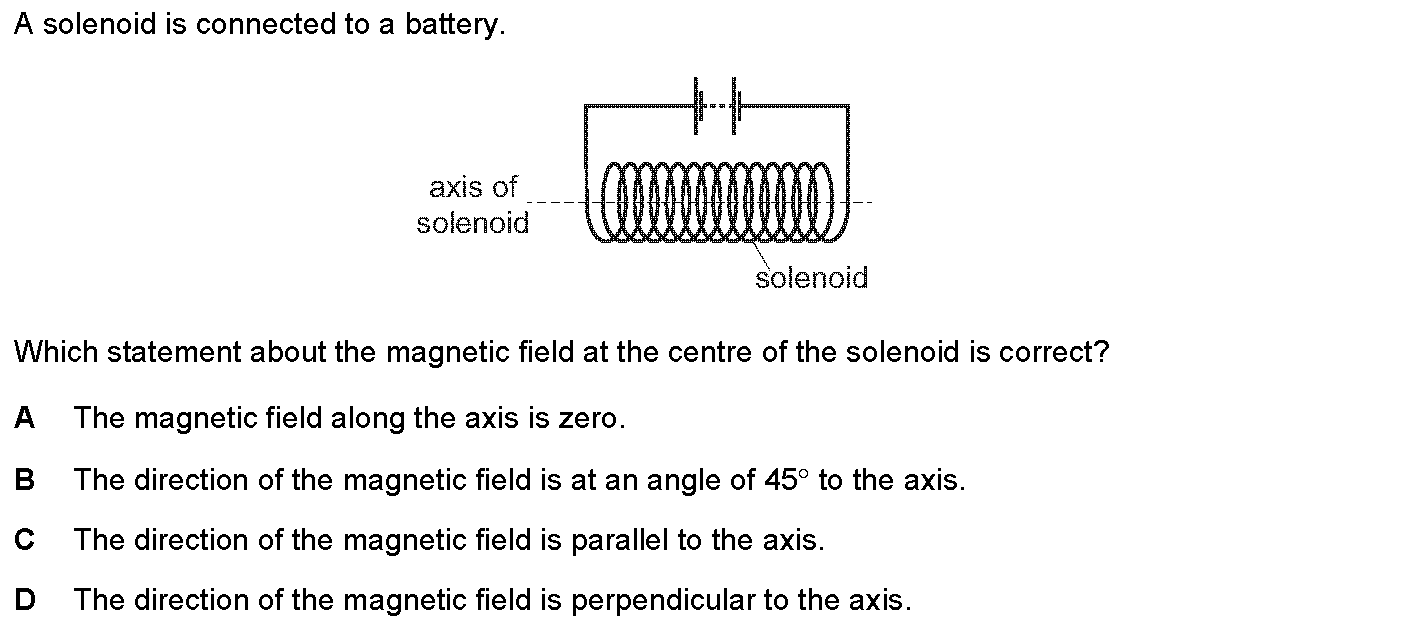 A solenoid is connected to a battery.
axis of
solenoid
solenoid
Which statement about the magnetic field at the centre of the solenoid is correct?
A The magnetic field along the axis is zero.
B The direction of the magnetic field is at an angle of 45° to the axis.
C The direction of the magnetic field is parallel to the axis.
D The direction of the magnetic field is perpendicular to the axis.